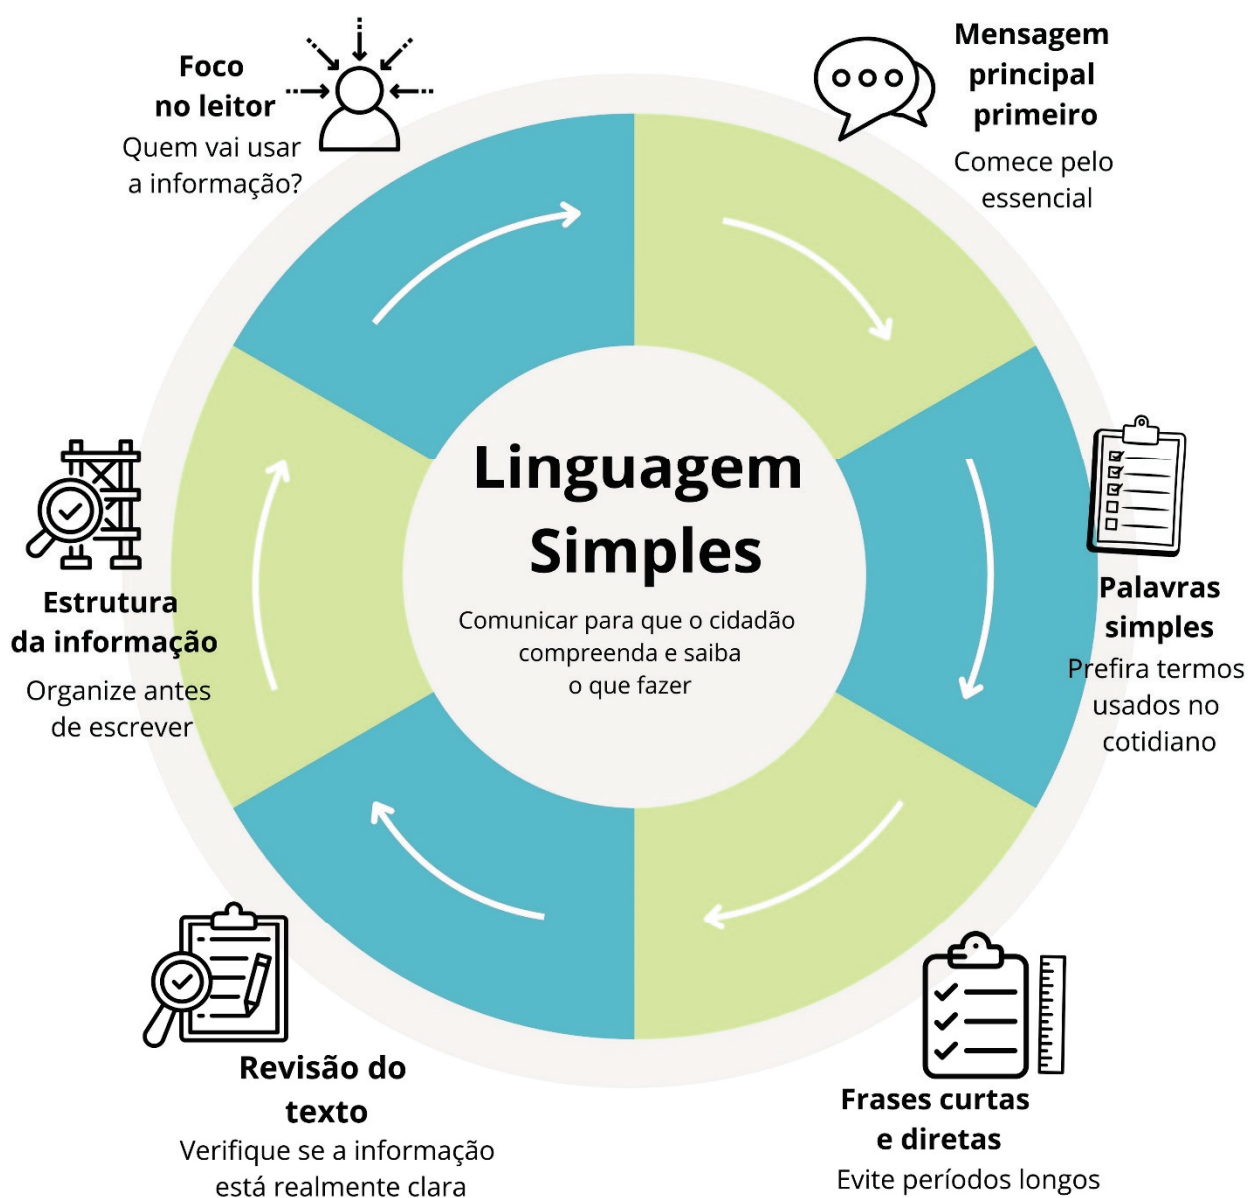 Foco
no leitor
Quem vai usar
a informação?
Mensagem
principal
primeiro
Comece pelo
essencial
Palavras
simples
Prefira termos
usados no
cotidiano
Frases curtas
e diretas
Evite períodos longos
Revisão do
texto
Verifique se a informação
está realmente clara
Estrutura
da informação
Organize antes
de escrever
Linguagem
Simples
Comunicar para que o cidadão
compreenda e saiba
o que fazer